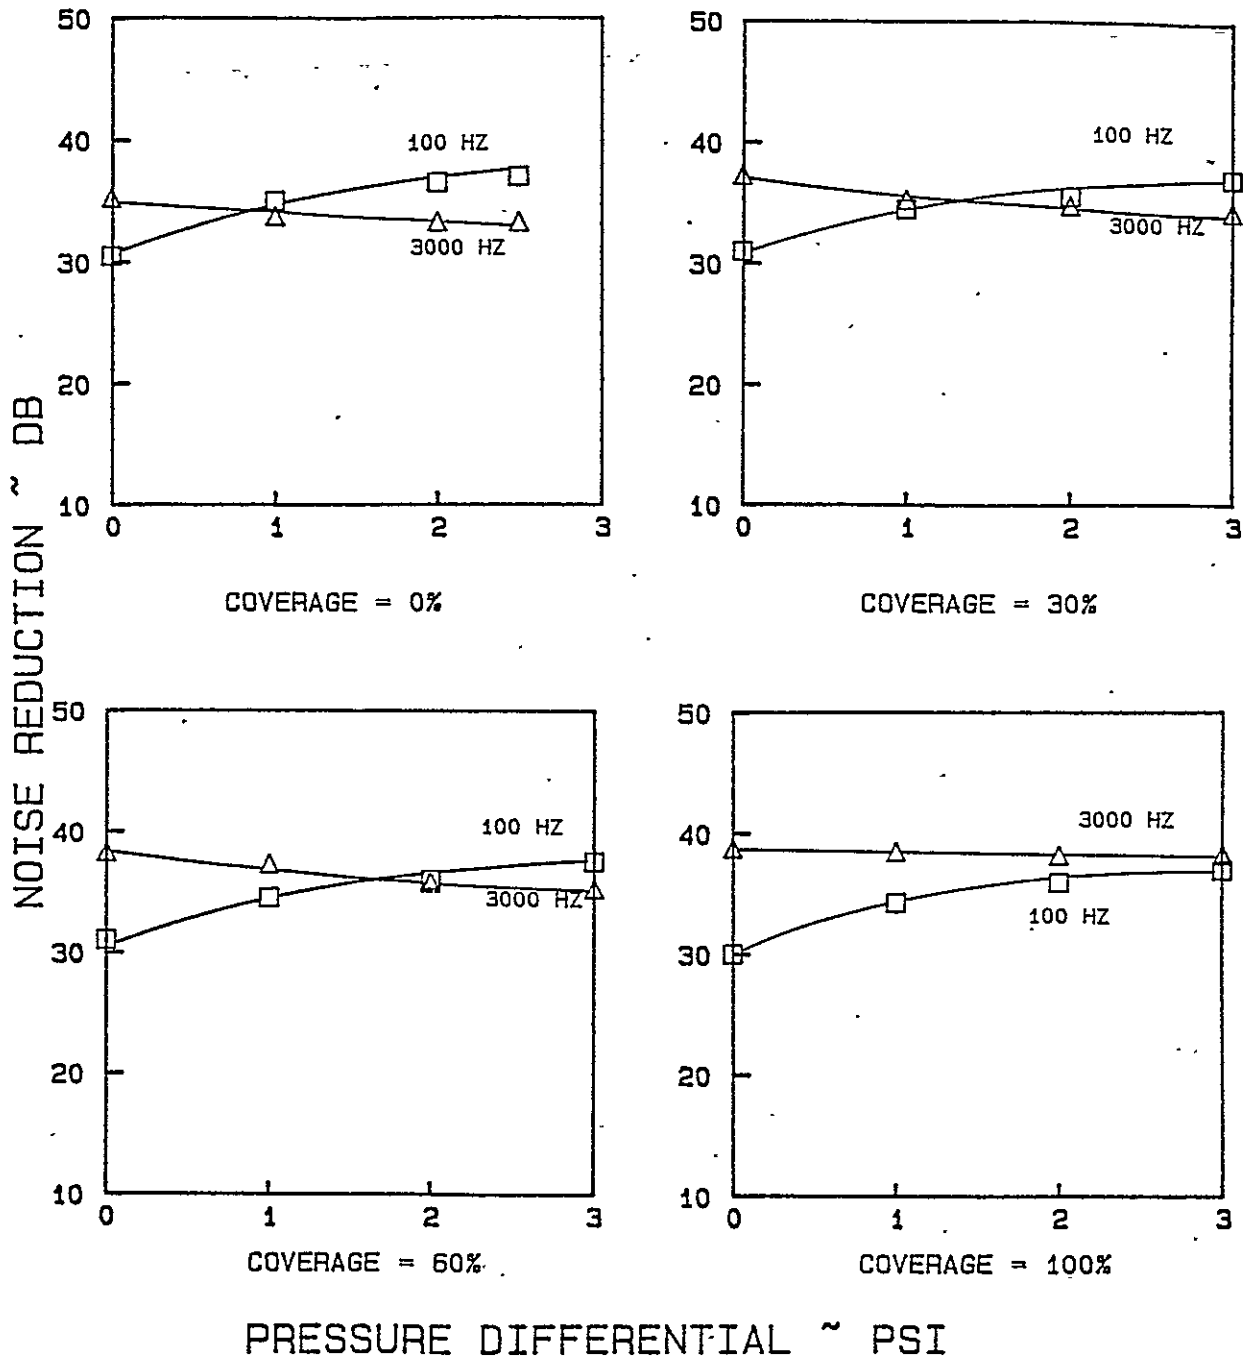 NOISE REDUCTION ~ DB
50
40
30
20
10
0 1 2 3
100 HZ
3000 HZ
COVERAGE = 0%
50
40
30
20
10
0 1 2 3
100 HZ
3000 HZ
COVERAGE = 30%
50
40
30
20
10
0 1 2 3
100 HZ
3000 HZ
COVERAGE = 60%
50
40
30
20
10
0 1 2 3
3000 HZ
100 HZ
COVERAGE = 100%
PRESSURE DIFFERENTIAL ~ PSI